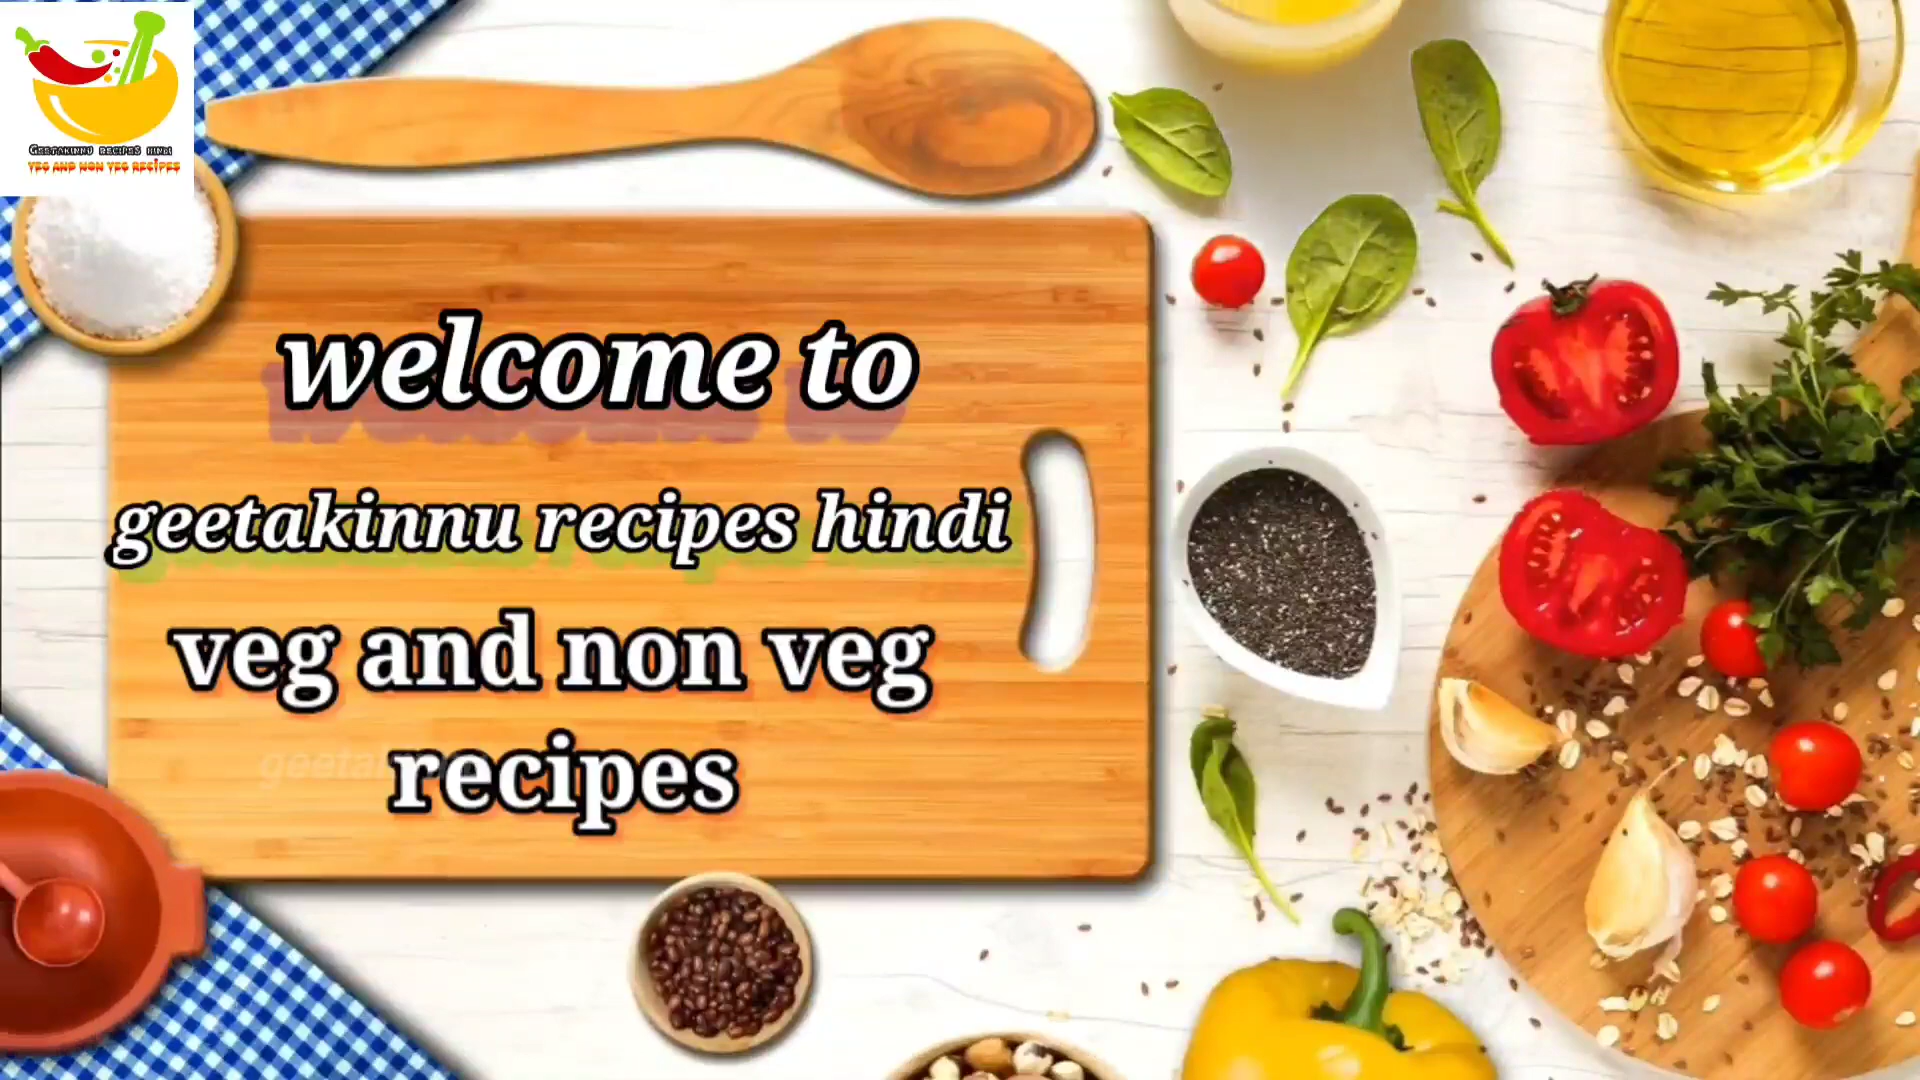 GEETAKINNU RECIPES HINDI
VEG AND NON VEG RECIPES
welcome to
geetakinnu recipes hindi
veg and non veg
recipes